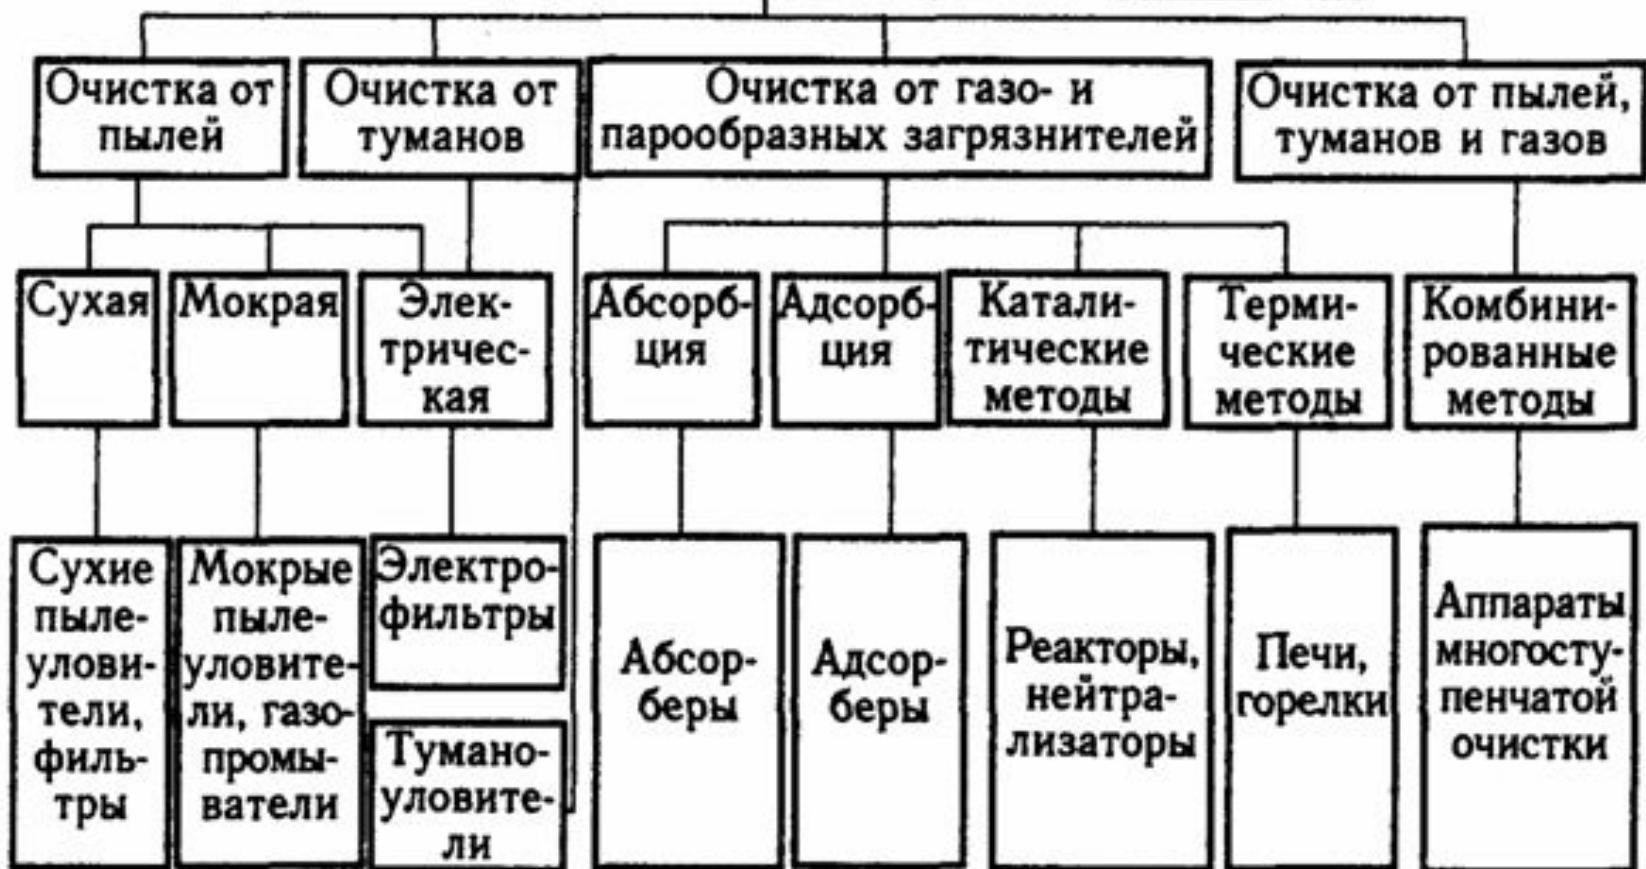 Очистка от
пылей
Очистка от
туманов
Очистка от газо- и
парообразных загрязнителей
Очистка от пылей,
туманов и газов
Сухая
Мокрая
Элек-
тричес-
кая
Абсорб-
ция
Адсорб-
ция
Катали-
тические
методы
Терми-
ческие
методы
Комбини-
рованные
методы
Сухие
пыле-
улови-
тели,
филь-
тры
Мокрые
пыле-
уловите-
ли, газо-
промы-
ватели
Электро-
фильтры
Тумано-
уловите-
ли
Абсор-
беры
Адсор-
беры
Реакторы,
нейтра-
лизаторы
Печи,
горелки
Аппараты
многосту-
пенчатой
очистки